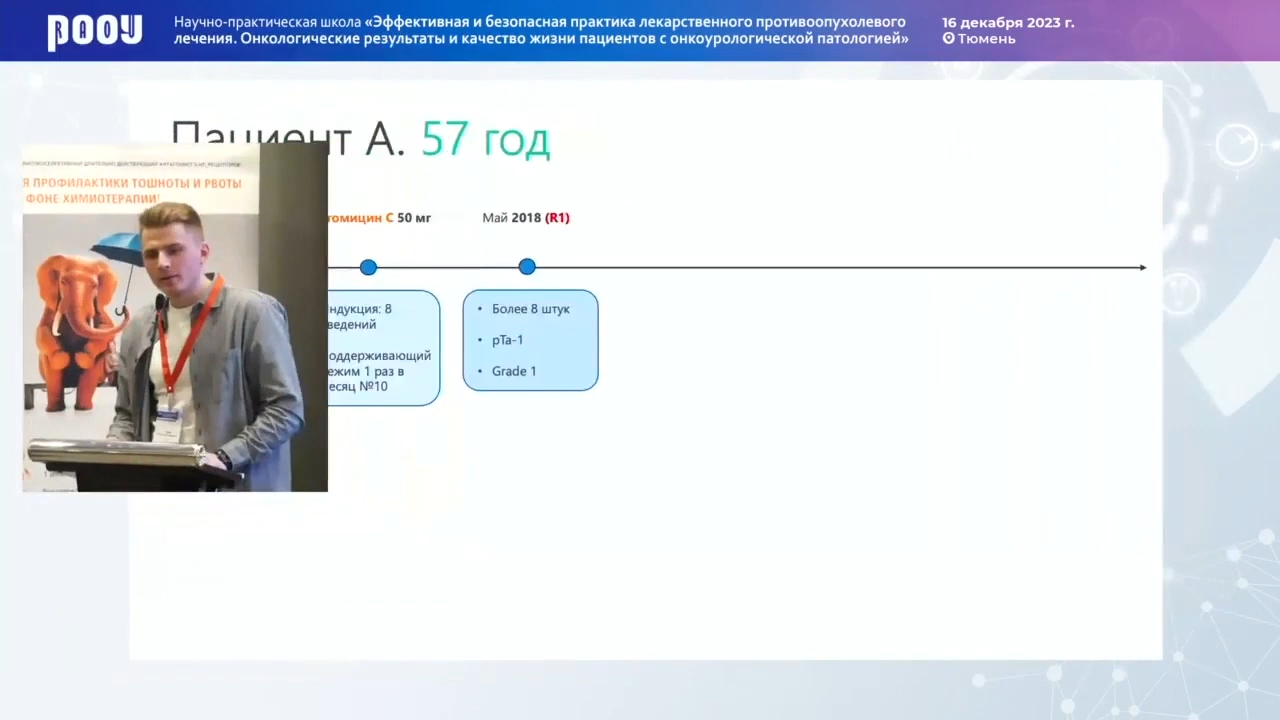 РАОУ
Научно-практическая школа «Эффективная и безопасная практика лекарственного противоопухолевого
лечения. Онкологические результаты и качество жизни пациентов с онкоурологической патологией»
16 декабря 2023 г.
Тюмень
Пациент А. 57 год
Я ПРОФИЛАКТИКИ ТОШНОТЫ И РВОТЫ
ФОНЕ ХИМИОТЕРАПИИ
томицин С 50 мг
Май 2018 (R1)
ндукция: 8
ведений
оддерживающий
ежим 1 раз в
есяц №10
• Более 8 штук
• pTa-1
• Grade 1